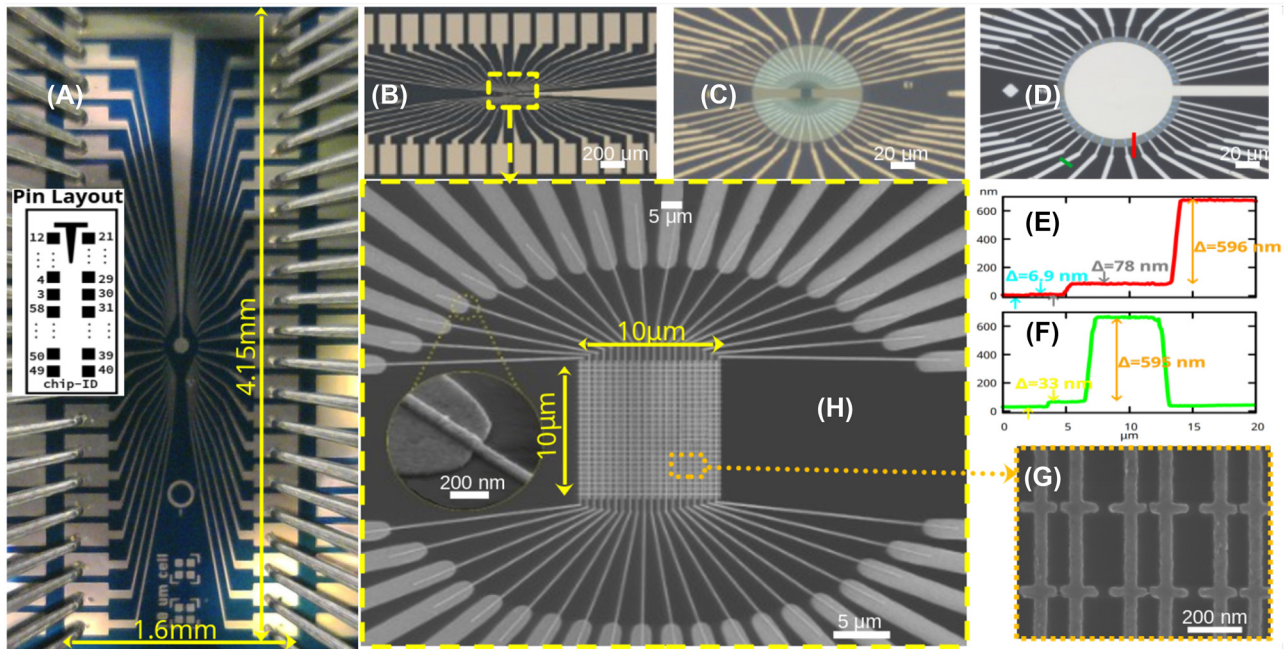 (A)
Pin Layout
12 21
4 29
3 30
58 31
50 39
49 40
chip-ID
4.15mm
1.6mm
um cell
(B)
200 µm
(C)
20 µm
(D)
20 µm
5 µm
10µm
10µm
(H)
200 nm
5 µm
nm
(E)
600
400
200
0
Δ=6.9 nm
Δ=78 nm
Δ=596 nm
(F)
600
400
200
0
Δ=33 nm
Δ=595 nm
0 5 10 15 20
µm
(G)
200 nm